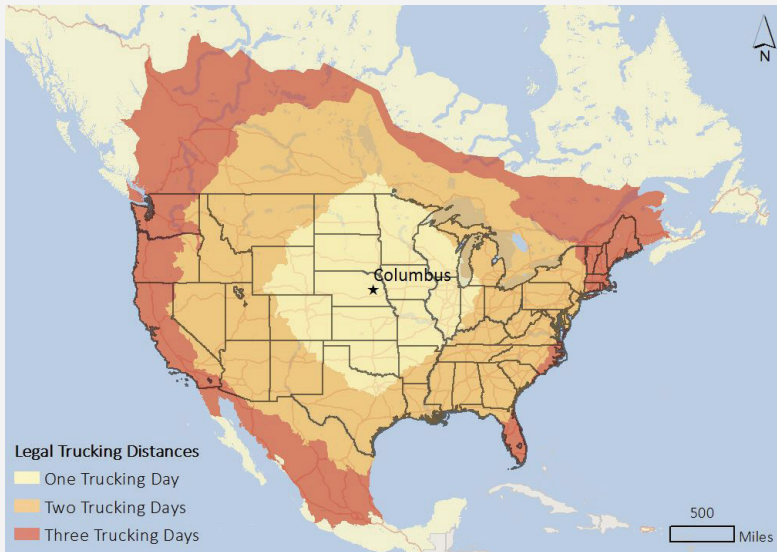 N
Columbus
Legal Trucking Distances
One Trucking Day
Two Trucking Days
Three Trucking Days
500
Miles